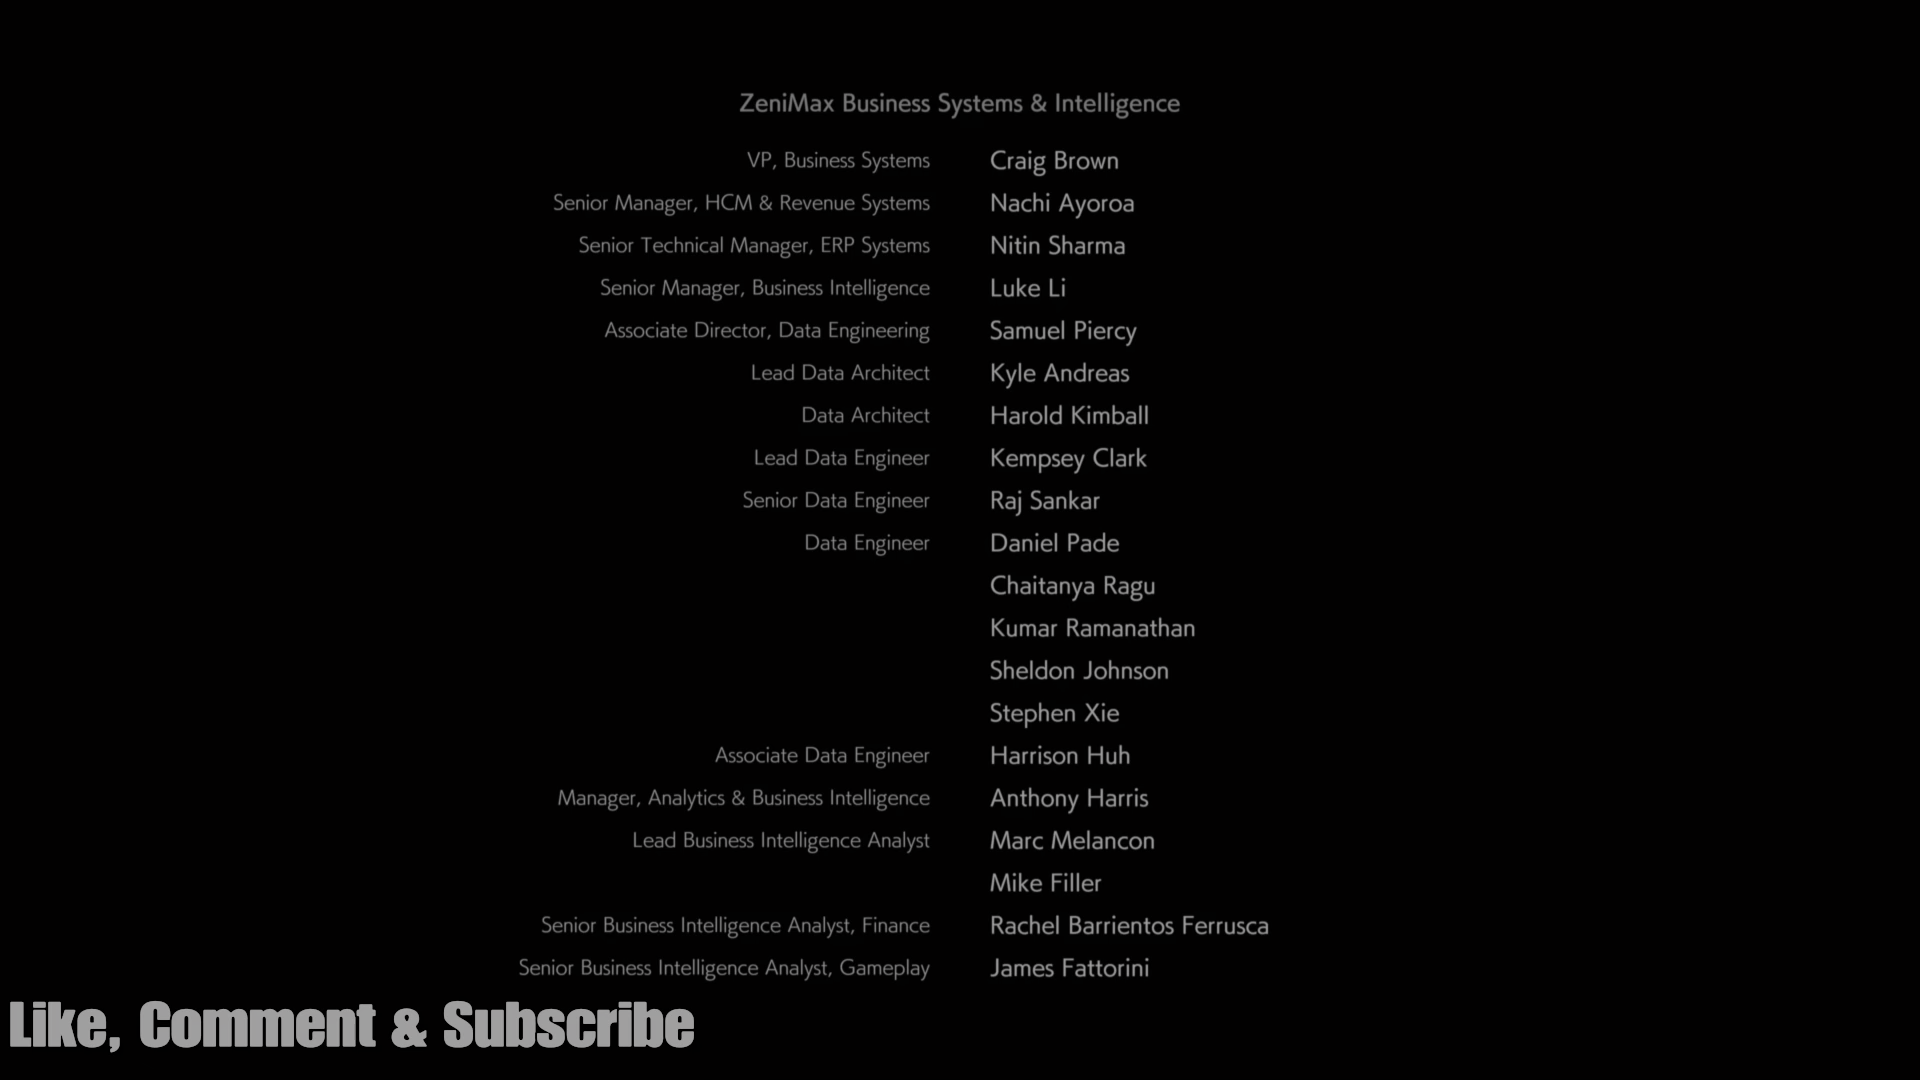 ZeniMax Business Systems & Intelligence
VP, Business Systems Craig Brown
Senior Manager, HCM & Revenue Systems Nachi Ayoroa
Senior Technical Manager, ERP Systems Nitin Sharma
Senior Manager, Business Intelligence Luke Li
Associate Director, Data Engineering Samuel Piercy
Lead Data Architect Kyle Andreas
Data Architect Harold Kimball
Lead Data Engineer Kempsey Clark
Senior Data Engineer Raj Sankar
Data Engineer Daniel Pade
Chaitanya Ragu
Kumar Ramanathan
Sheldon Johnson
Stephen Xie
Associate Data Engineer Harrison Huh
Manager, Analytics & Business Intelligence Anthony Harris
Lead Business Intelligence Analyst Marc Melancon
Mike Filler
Senior Business Intelligence Analyst, Finance Rachel Barrientos Ferrusca
Senior Business Intelligence Analyst, Gameplay James Fattorini
Like, Comment & Subscribe